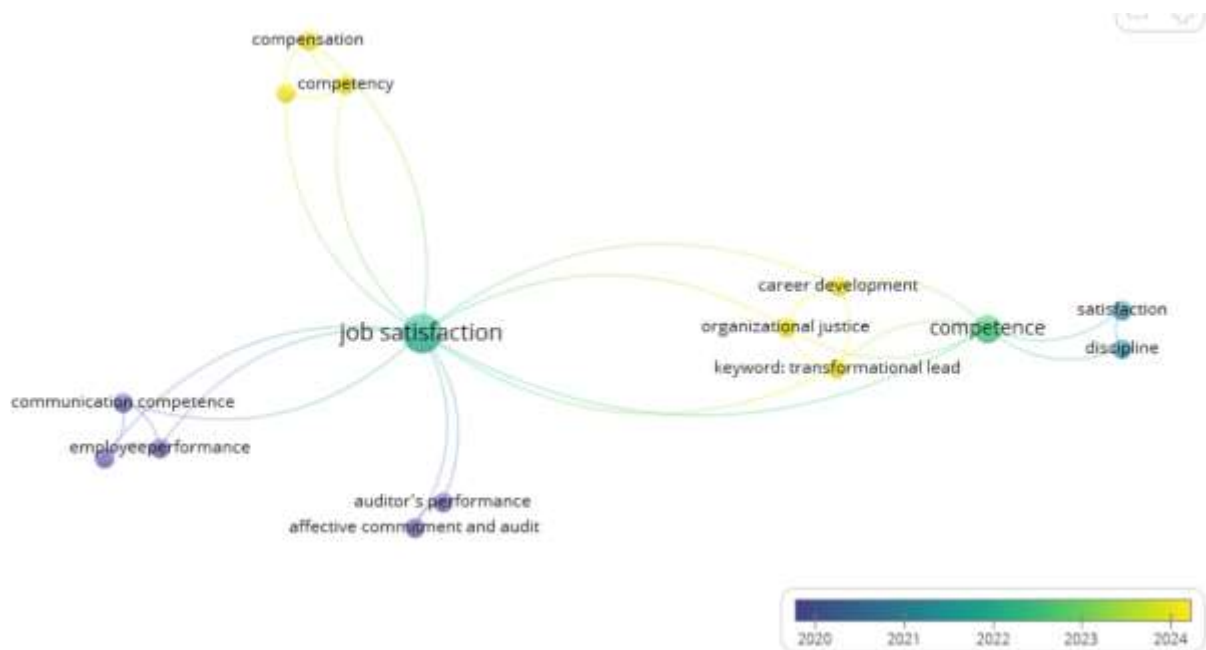 compensation
competency
career development
satisfaction
organizational justice
competence
job satisfaction
discipline
keyword: transformational lead
communication competence
employeeperformance
auditor's performance
affective commitment and audit
2020 2021 2022 2023 2024